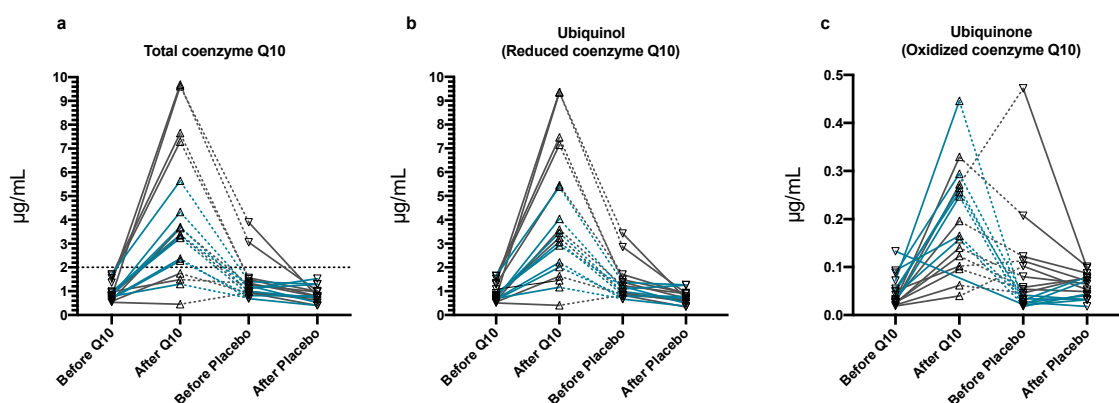 a
Total coenzyme Q10
10
9
8
7
6
5
4
3
2
1
0
µg/mL
Before Q10
After Q10
Before Placebo
After Placebo
b
Ubiquinol
(Reduced coenzyme Q10)
10
9
8
7
6
5
4
3
2
1
0
µg/mL
Before Q10
After Q10
Before Placebo
After Placebo
c
Ubiquinone
(Oxidized coenzyme Q10)
0.5
0.4
0.3
0.2
0.1
0.0
µg/mL
Before Q10
After Q10
Before Placebo
After Placebo